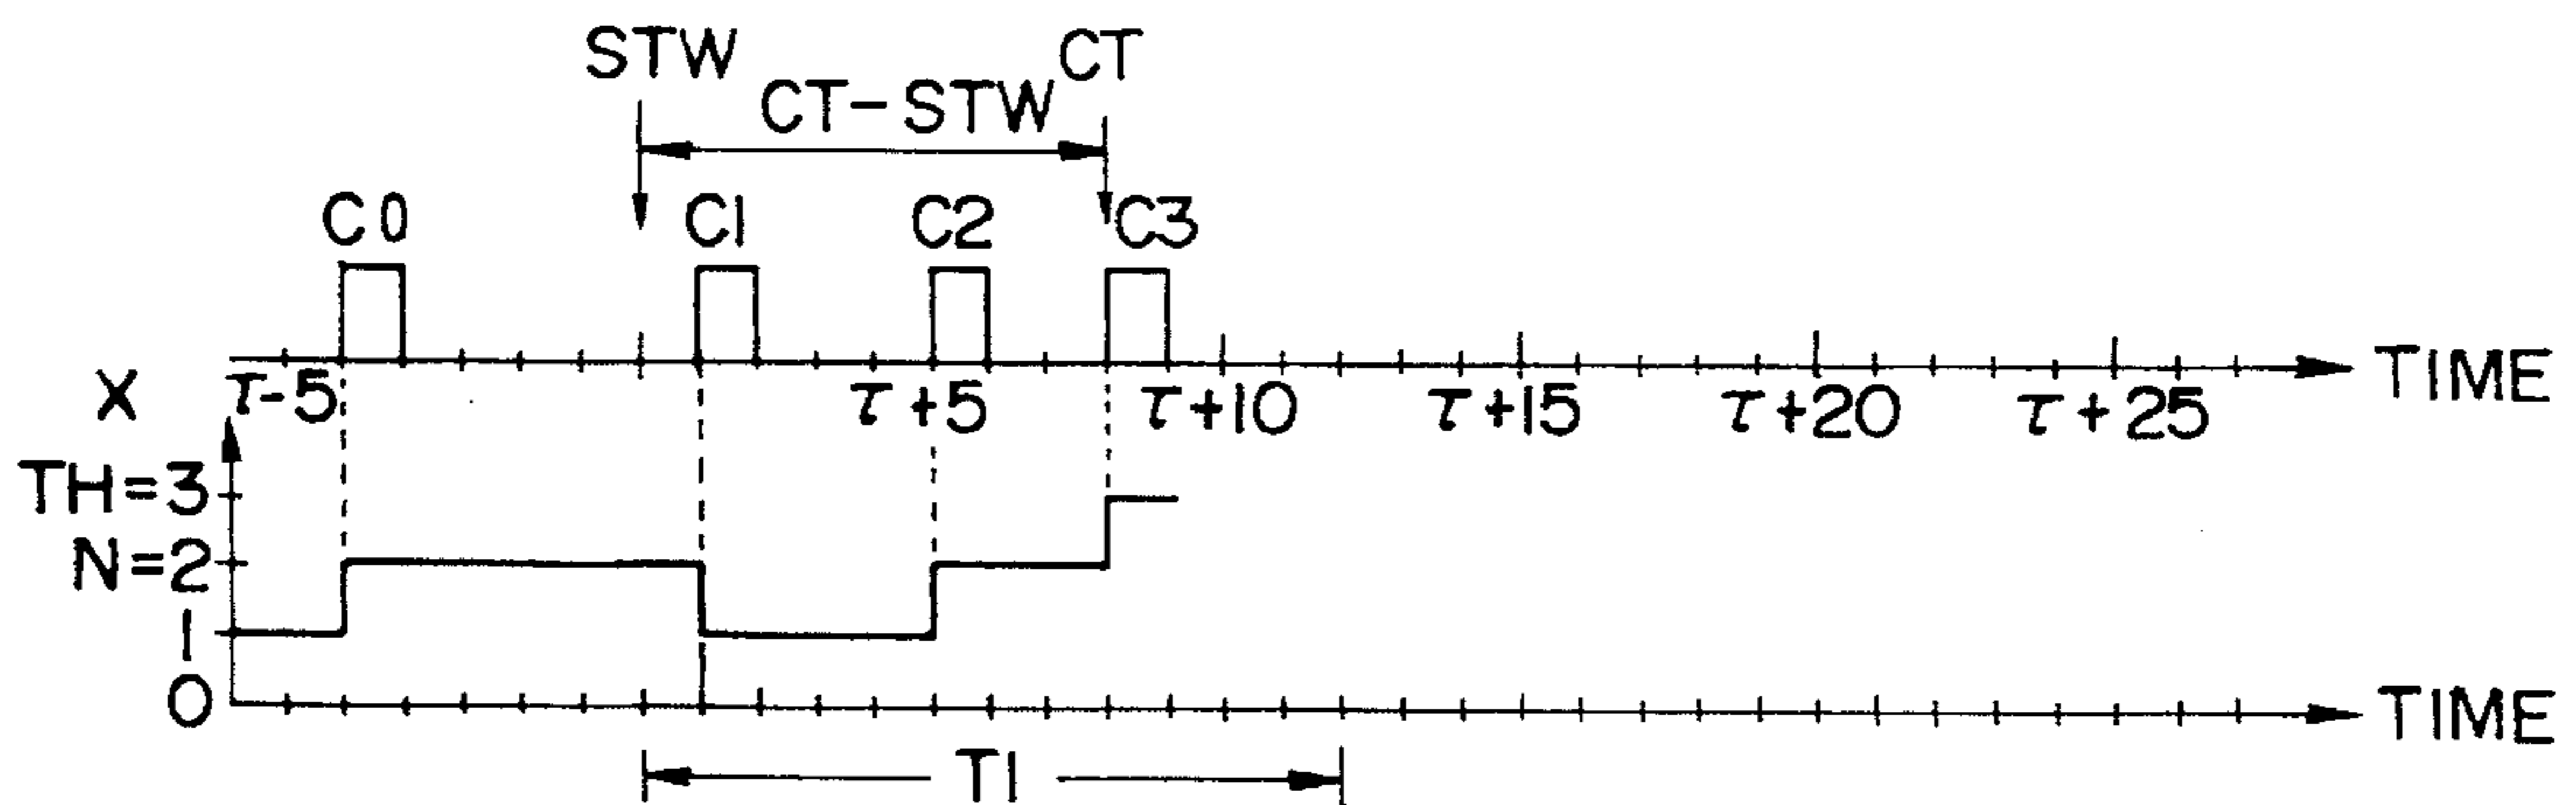 STW
CT
CT-STW
C0
C1
C2
C3
τ-5
τ+5
τ+10
τ+15
τ+20
τ+25
TIME
X
TH=3
N=2
1
0
TIME
T1